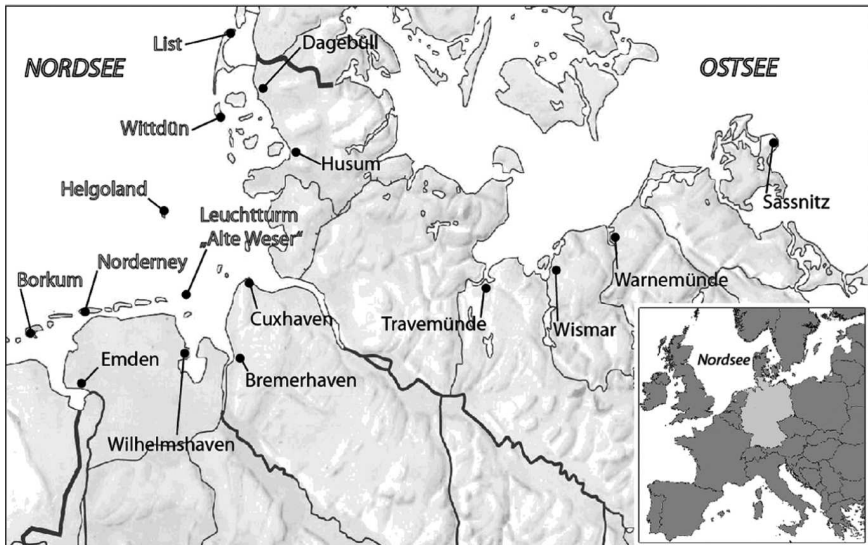 List
Dagebüll
NORDSEE
OSTSEE
Wittdün
Husum
Helgoland
Sassnitz
Leuchtturm
„Alte Weser“
Norderney
Borkum
Warnemünde
Cuxhaven
Travemünde
Wismar
Emden
Bremerhaven
Wilhelmshaven
Nordsee